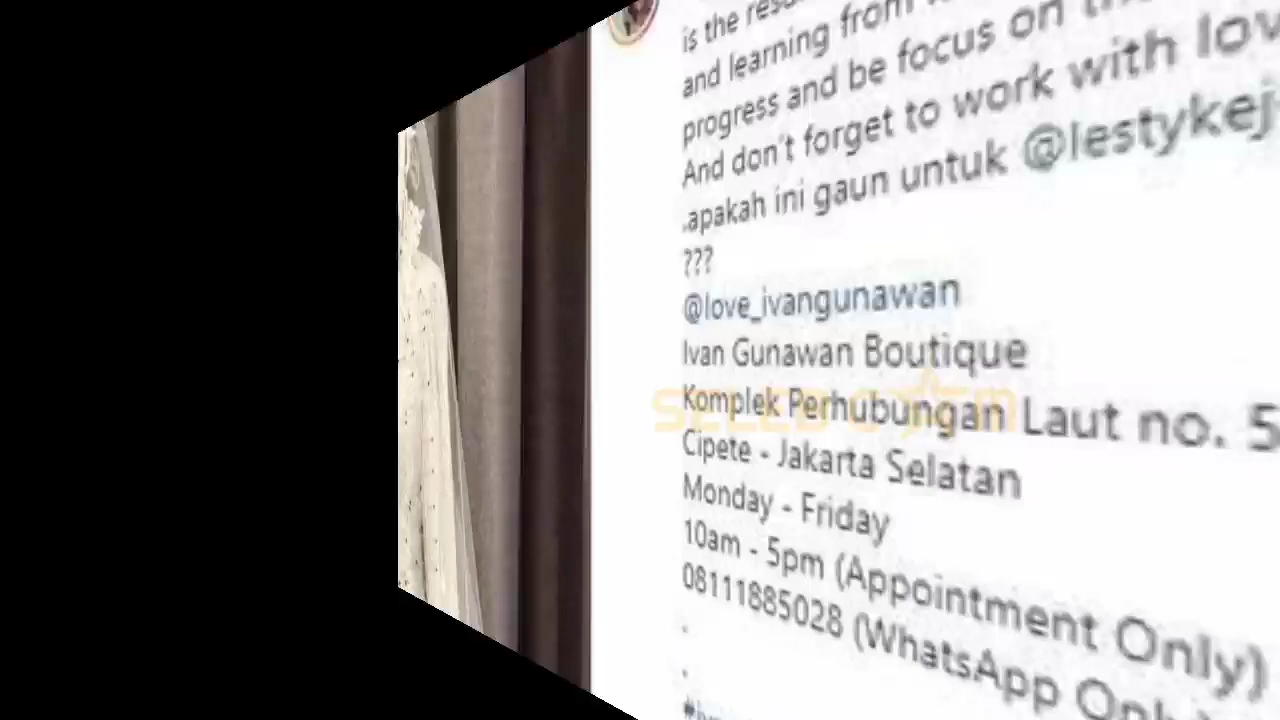 is the
and learning from
progress and be focus on
And don't forget to work with
.apakah ini gaun untuk @lestykej
???
@love_ivangunawan
Ivan Gunawan Boutique
Komplek Perhubungan Laut no. 5
Cipete - Jakarta Selatan
Monday - Friday
10am - 5pm (Appointment Only)
08111885028 (WhatsApp
.
.